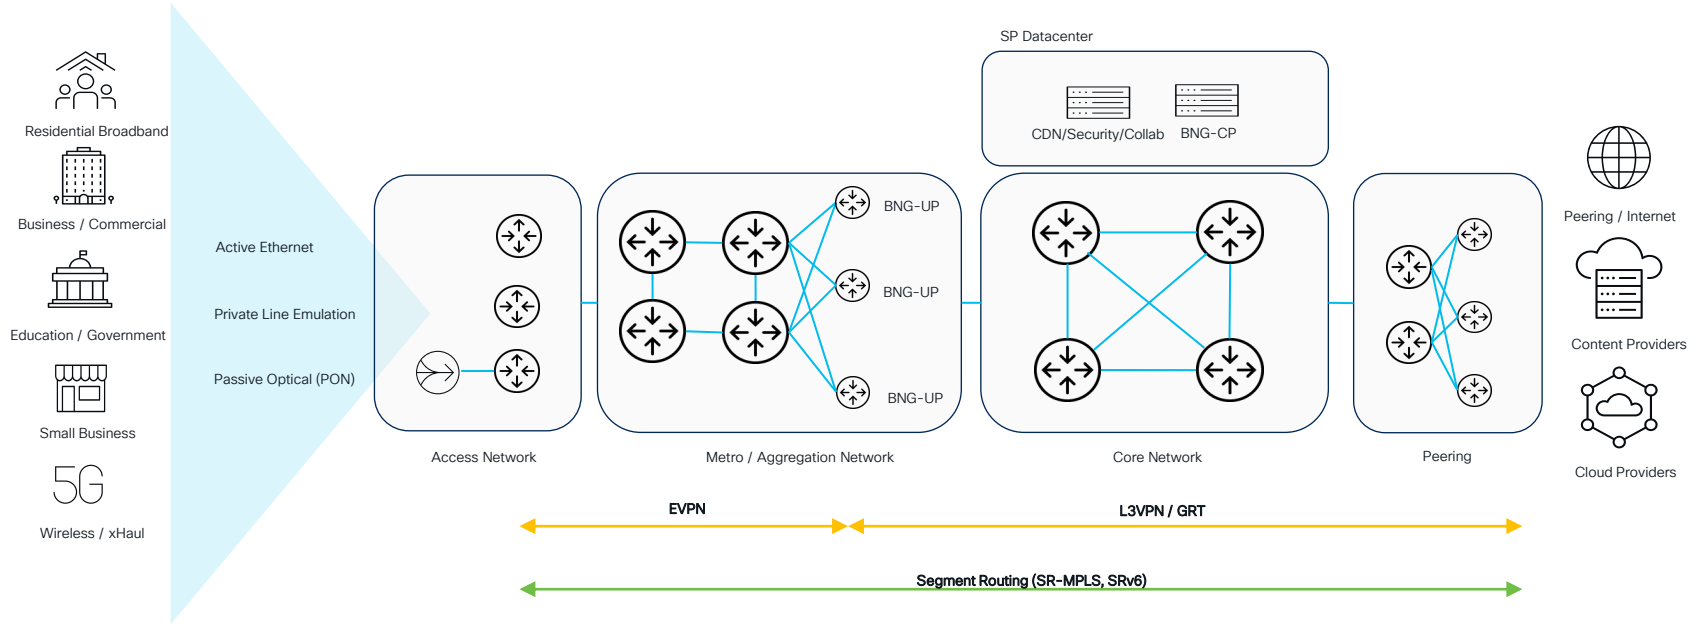 SP Datacenter
CDN/Security/Collab
BNG-CP
Residential Broadband
Business / Commercial
Education / Government
Small Business
5G
Wireless / xHaul
Active Ethernet
Private Line Emulation
Passive Optical (PON)
BNG-UP
BNG-UP
BNG-UP
Access Network
Metro / Aggregation Network
Core Network
Peering
Peering / Internet
Content Providers
Cloud Providers
EVPN
L3VPN / GRT
Segment Routing (SR-MPLS, SRv6)